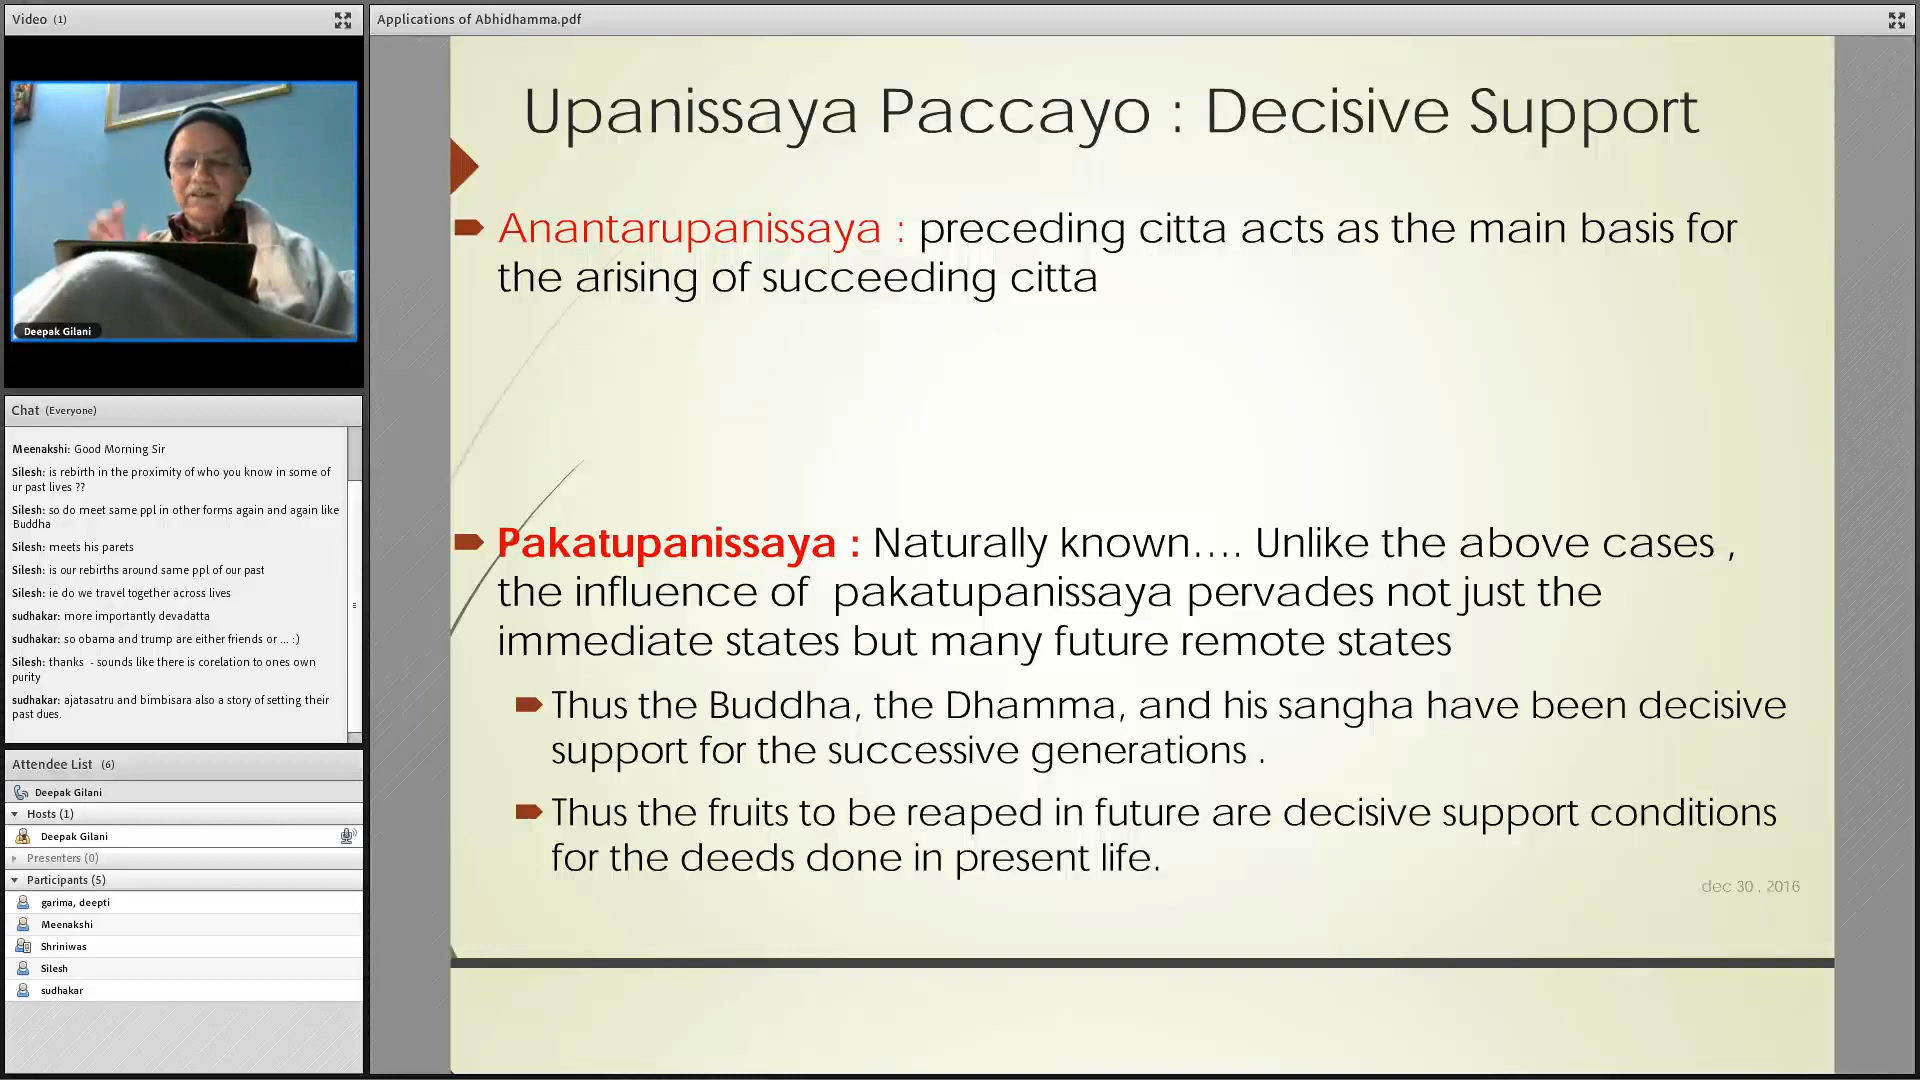 Video (1)
Deepak Gilani
Chat (Everyone)
Meenakshi: Good Morning Sir
Silesh: is rebirth in the proximity of who you know in some of
ur past lives ??
Silesh: so do meet same ppl in other forms again and again like
Buddha
Silesh: meets his parets
Silesh: is our rebirths around same ppl of our past
Silesh: ie do we travel together across lives
sudhakar: more importantly devadatta
sudhakar: so obama and trump are either friends or ... :)
Silesh: thanks - sounds like there is corelation to ones own
purity
sudhakar: ajatasatru and bimbisara also a story of setting their
past dues.
Attendee List (6)
Deepak Gilani
Hosts (1)
Deepak Gilani
Presenters (0)
Participants (5)
garima, deepti
Meenakshi
Shriniwas
Silesh
sudhakar
Applications of Abhidhamma.pdf
Upanissaya Paccayo : Decisive Support
Anantarupanissaya : preceding citta acts as the main basis for
the arising of succeeding citta
Pakatupanissaya : Naturally known.... Unlike the above cases ,
the influence of pakatupanissaya pervades not just the
immediate states but many future remote states
Thus the Buddha, the Dhamma, and his sangha have been decisive
support for the successive generations .
Thus the fruits to be reaped in future are decisive support conditions
for the deeds done in present life.
dec 30 , 2016